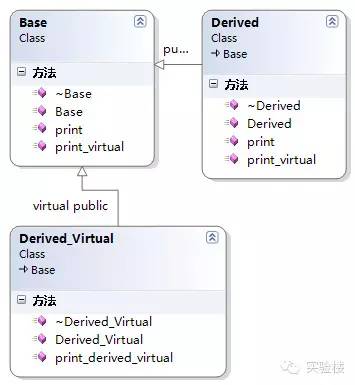 Base
Class
方法
~Base
Base
print
print_virtual
pu...
Derived
Class
Base
方法
~Derived
Derived
print
print_virtual
virtual public
Derived_Virtual
Class
Base
方法
~Derived_Virtual
Derived_Virtual
print_derived_virtual
实验楼